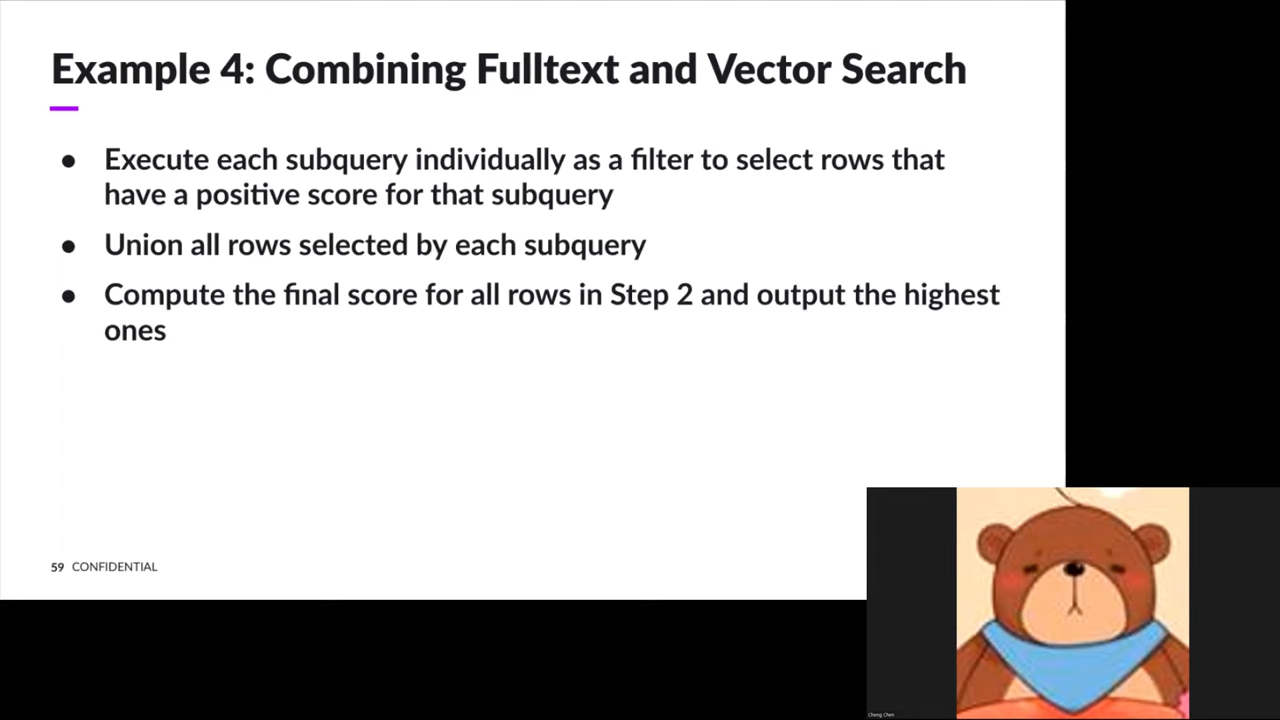 Example 4: Combining Fulltext and Vector Search
● Execute each subquery individually as a filter to select rows that
have a positive score for that subquery
● Union all rows selected by each subquery
● Compute the final score for all rows in Step 2 and output the highest
ones
59 CONFIDENTIAL
Cheng Chen